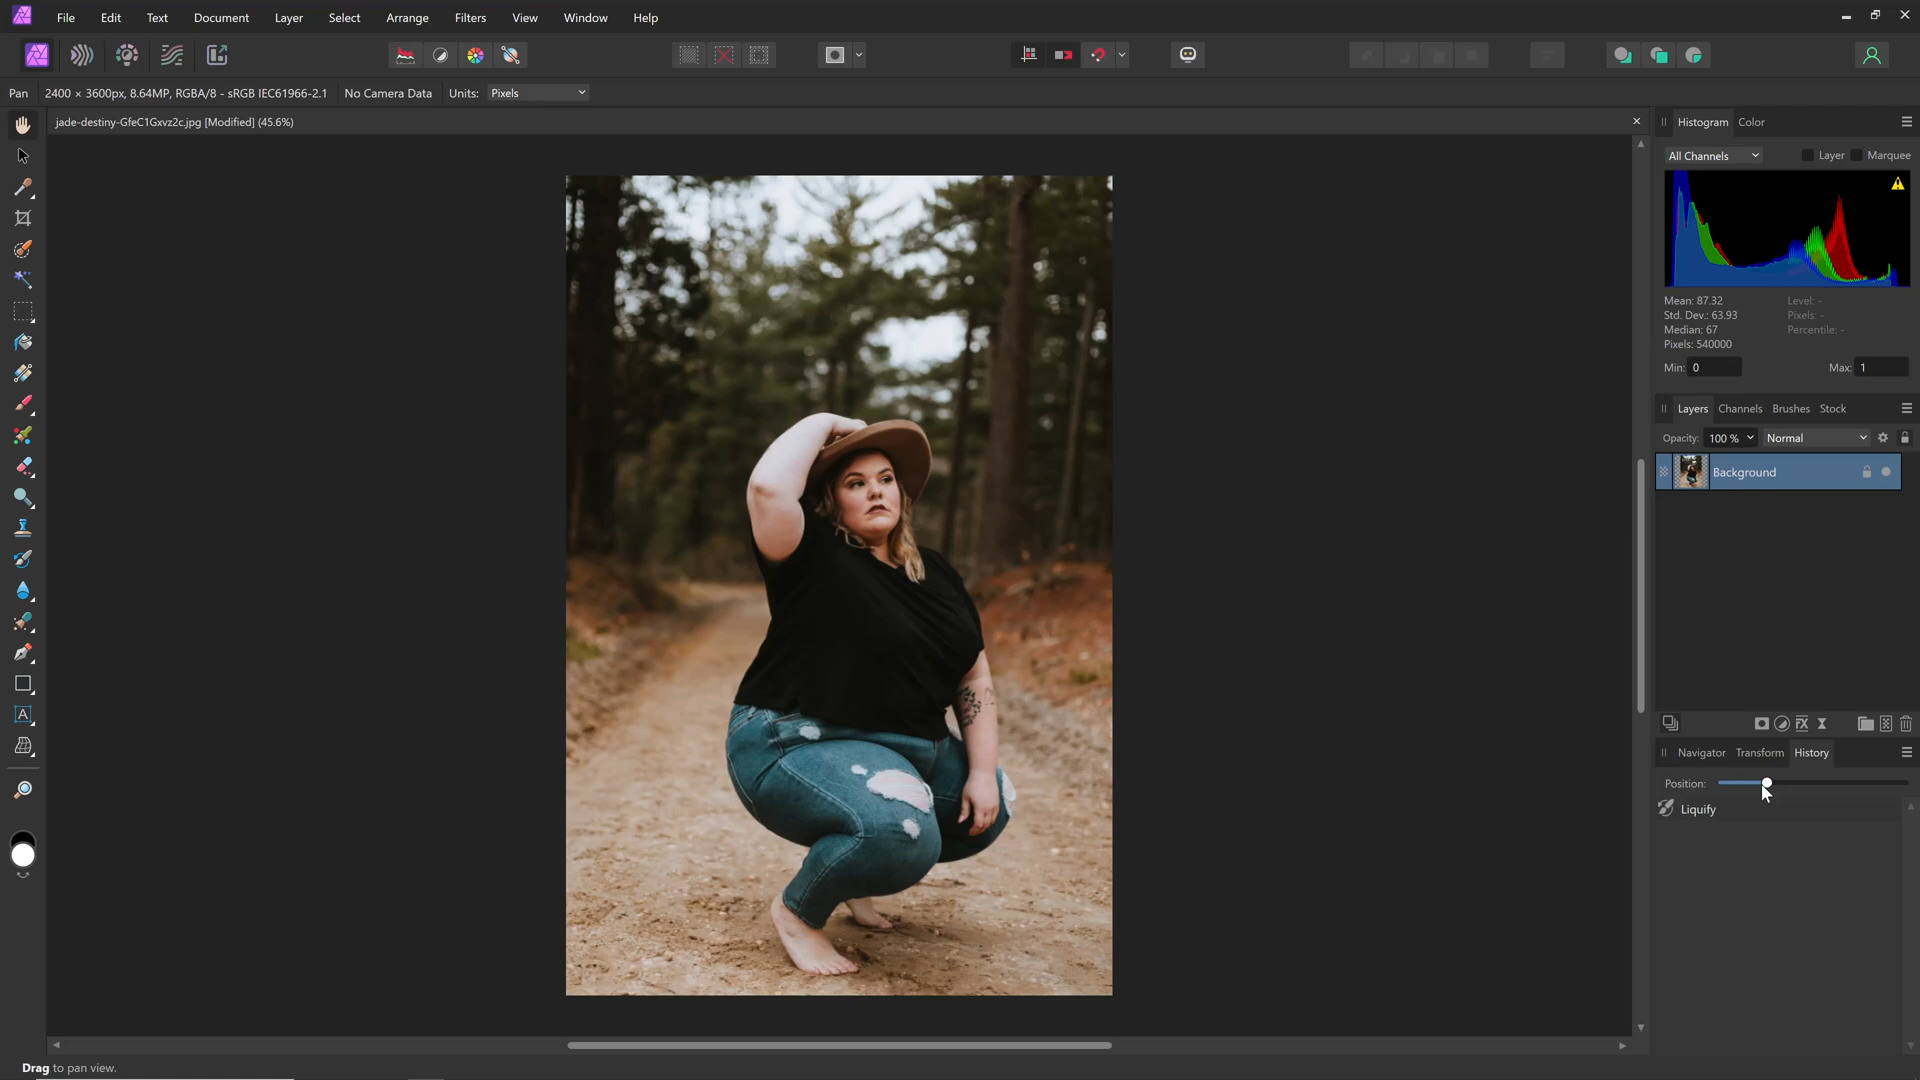 File Edit Text Document Layer Select Arrange Filters View Window Help
Pan 2400 × 3600px, 8.64MP, RGBA/8 - sRGB IEC61966-2.1 No Camera Data Units: Pixels
jade-destiny-GfeC1Gxvz2c.jpg [Modified] (45.6%)
Histogram Color
All Channels Layer Marquee
Mean: 87.32 Level: -
Std. Dev.: 63.93 Pixels: -
Median: 67 Percentile: -
Pixels: 540000
Min: 0 Max: 1
Layers Channels Brushes Stock
Opacity: 100 % Normal
Background
Navigator Transform History
Position:
Liquify
Drag to pan view.